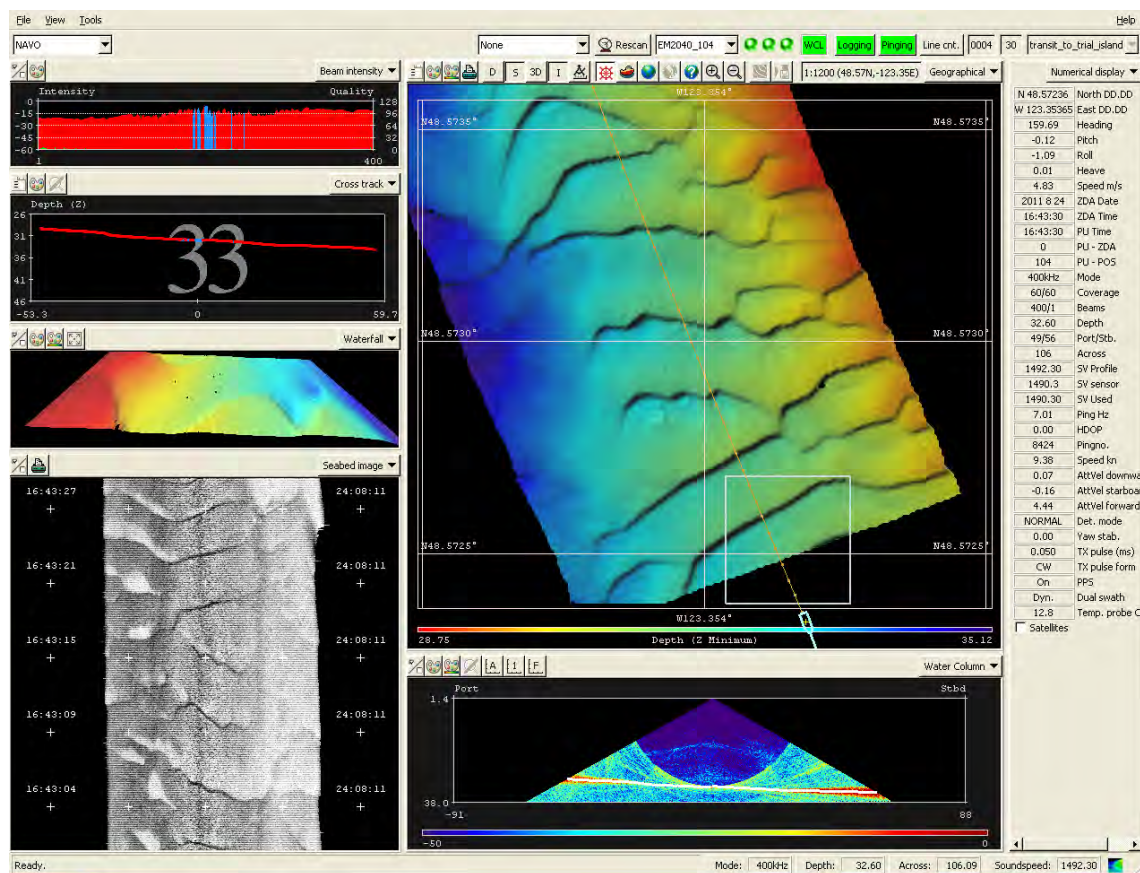 File View Tools Help
NAVO None Rescan EM2040_104 WCL Logging Pinging Line cnt. 0004 30 transit_to_trial_island
Beam intensity
Intensity Quality
-0 128
-15 96
-30 64
-45 32
-60 0
1 400
Cross track
Depth (Z)
26
31
36
41
46
33
-53.3 0 59.7
Waterfall
Seabed image
16:43:27 24:08:11
16:43:21 24:08:11
16:43:15 24:08:11
16:43:09 24:08:11
16:43:04 24:08:11
D S 3D I 1:1200 (48.57N,-123.35E) Geographical
W123.354°
N48.5735° N48.5735°
N48.5730° N48.5730°
N48.5725° N48.5725°
W123.354°
28.75 Depth (Z Minimum) 35.12
A 1 F Water Column
Port Stbd
1.4
38.0
-91 88
-50 0
Numerical display
N 48.57236 North DD.DD
W 123.35365 East DD.DD
159.69 Heading
-0.12 Pitch
-1.09 Roll
0.01 Heave
4.83 Speed m/s
2011 8 24 ZDA Date
16:43:30 ZDA Time
16:43:30 PU Time
0 PU - ZDA
104 PU - POS
400kHz Mode
60/60 Coverage
400/1 Beams
32.60 Depth
49/56 Port/Stb.
106 Across
1492.30 SV Profile
1490.3 SV sensor
1490.30 SV Used
7.01 Ping Hz
0.00 HDOP
8424 Pingno.
9.38 Speed kn
0.07 AttVel downwa
-0.16 AttVel starboa
4.44 AttVel forward
NORMAL Det. mode
0.00 Yaw stab.
0.050 TX pulse (ms)
CW TX pulse form
On PPS
Dyn. Dual swath
12.8 Temp. probe C
Satellites
Ready. Mode: 400kHz Depth: 32.60 Across: 106.09 Soundspeed: 1492.30